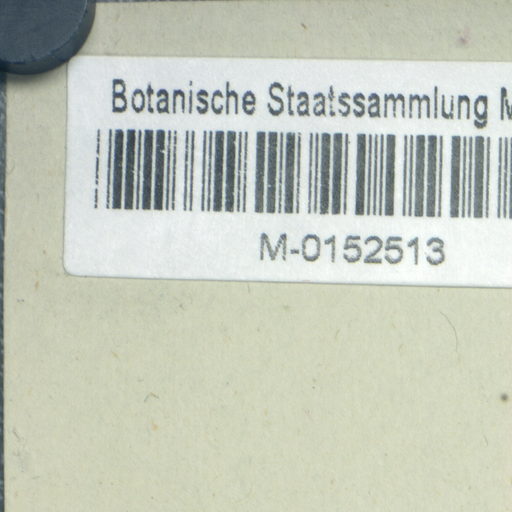 Botanische Staatssammlung M
M-0152513